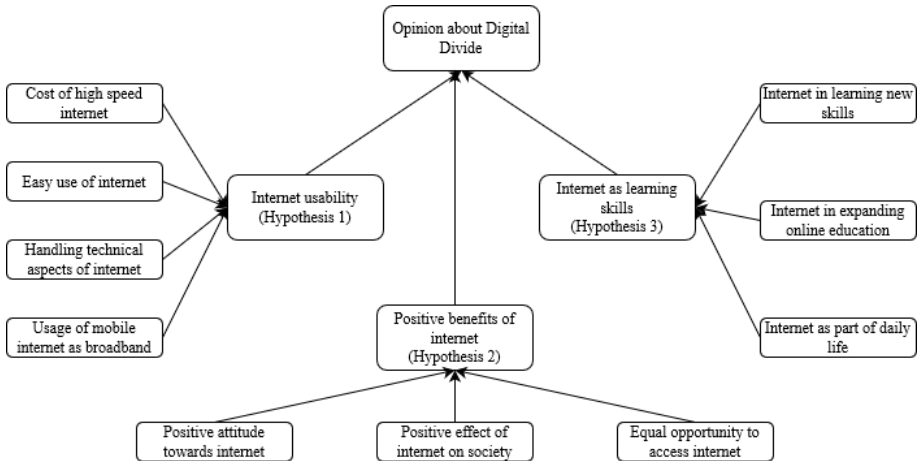 Opinion about Digital
Divide
Cost of high speed
internet
Easy use of internet
Handling technical
aspects of internet
Usage of mobile
internet as broadband
Internet usability
(Hypothesis 1)
Internet as learning
skills
(Hypothesis 3)
Internet in learning new
skills
Internet in expanding
online education
Internet as part of daily
life
Positive benefits of
internet
(Hypothesis 2)
Positive attitude
towards internet
Positive effect of
internet on society
Equal opportunity to
access internet